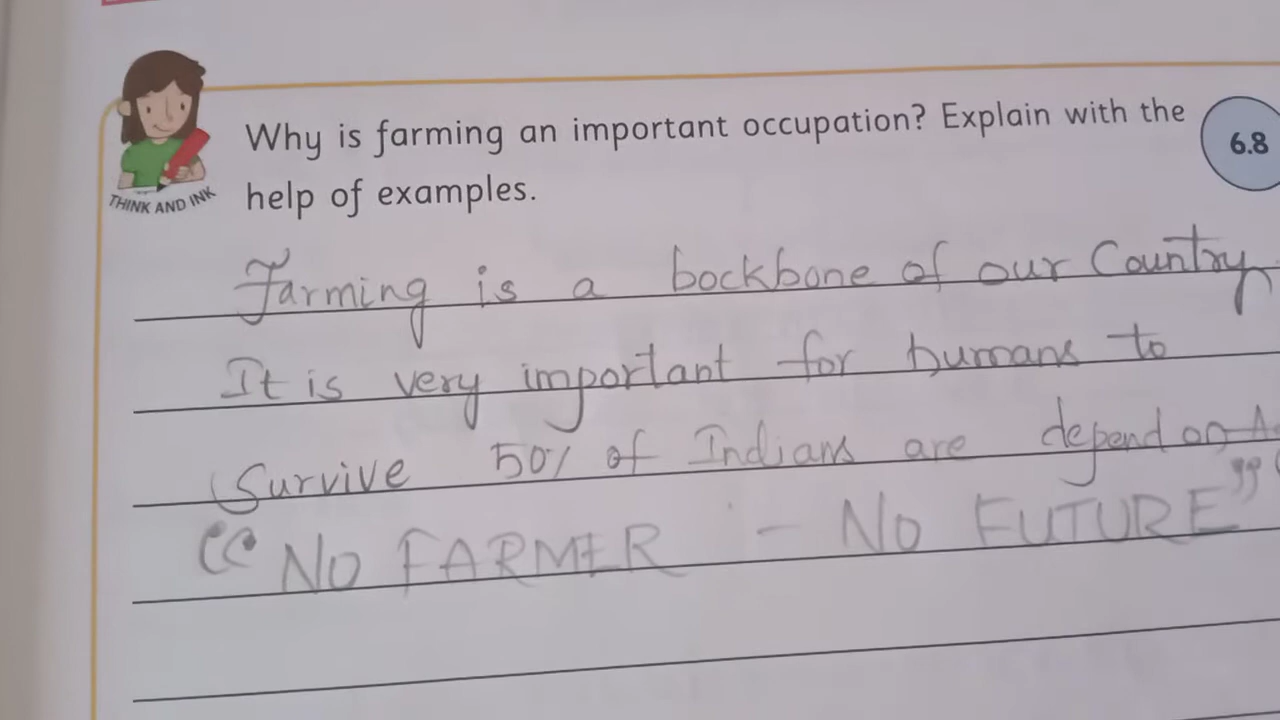 Why is farming an important occupation? Explain with the
help of examples.
6.8
THINK AND INK
Farming is a bockbone of our Country
It is very important for humans to
Survive 50% of Indians are depend on
"NO FARMER - NO FUTURE"